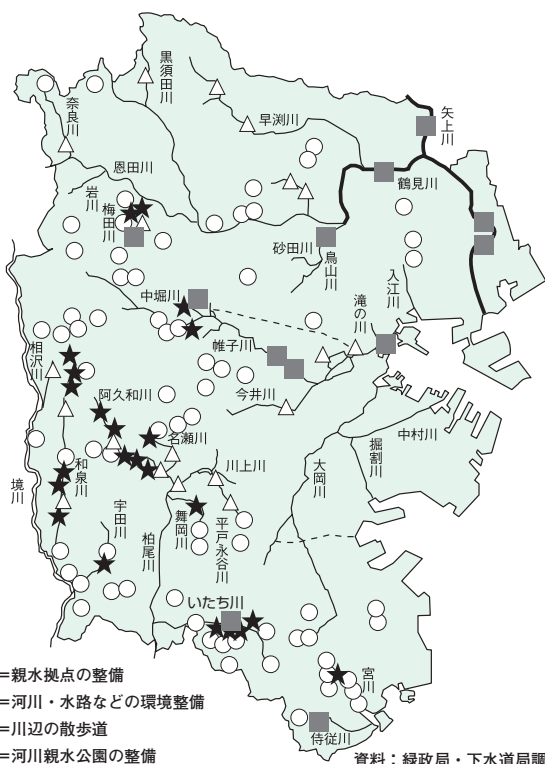 黒須田川
奈良川
早渕川
矢上川
恩田川
鶴見川
岩川
梅田川
砂田川
鳥山川
入江川
滝の川
中堀川
帷子川
相沢川
今井川
阿久和川
名瀬川
中村川
堀割川
大岡川
川上川
和泉川
境川
宇田川
柏尾川
舞岡川
平戸永谷川
いたち川
宮川
侍従川
=親水拠点の整備
=河川・水路などの環境整備
=川辺の散歩道
=河川親水公園の整備
資料：緑政局・下水道局調